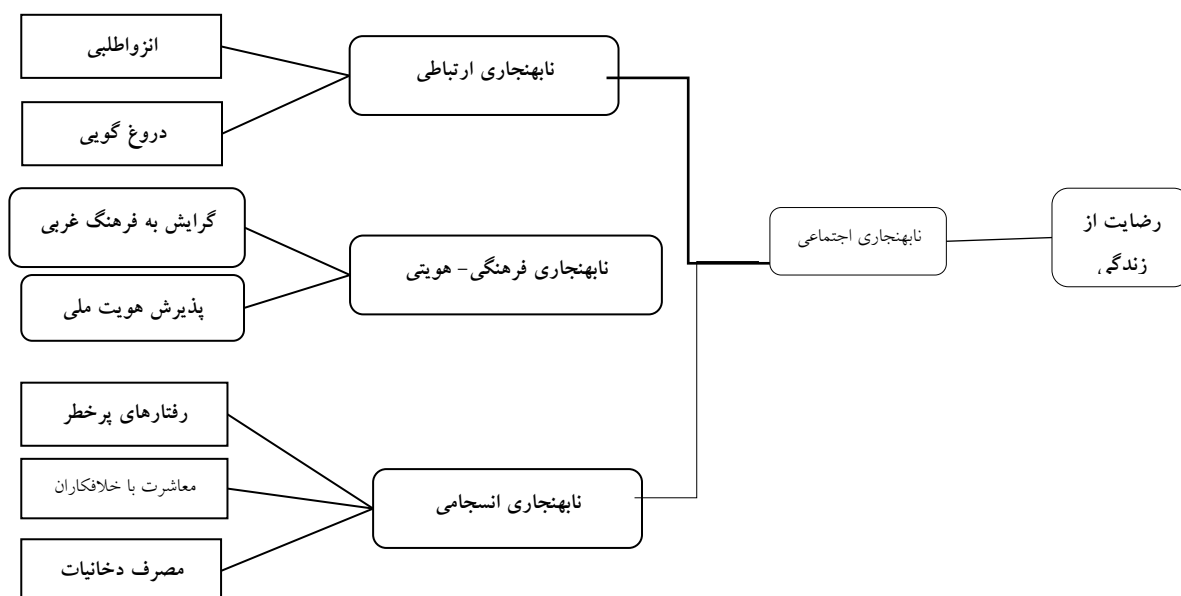 انزواطلبی
نابهنجاری ارتباطی
دروغ گویی
گرایش به فرهنگ غربی
نابهنجاری فرهنگی- هویتی
پذیرش هویت ملی
نابهنجاری اجتماعی
رضایت از
زندگی
رفتارهای پرخطر
معاشرت با خلافکاران
نابهنجاری انسجامی
مصرف دخانیات